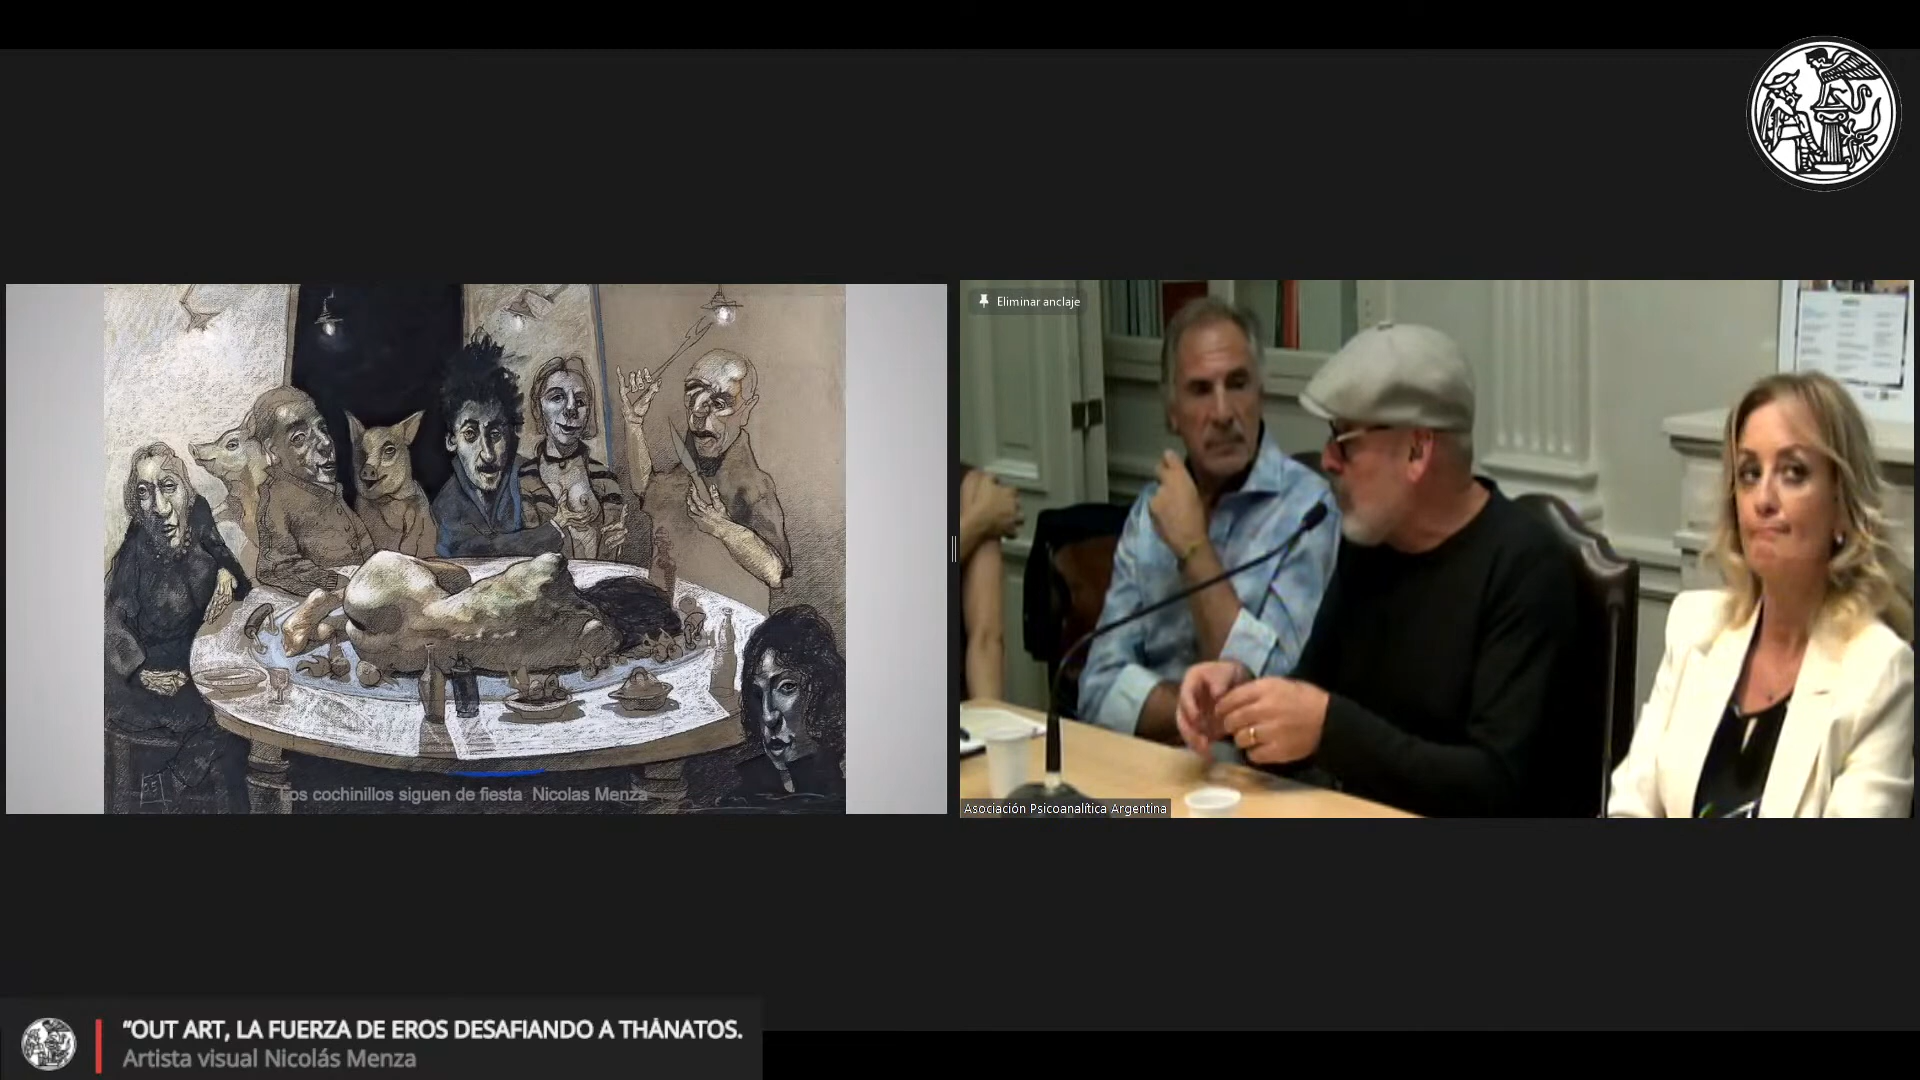 Eliminar anclaje
Los cochinillos siguen de fiesta Nicolas Menza
Asociación Psicoanalítica Argentina
“OUT ART, LA FUERZA DE EROS DESAFIANDO A THÁNATOS.
Artista visual Nicolás Menza